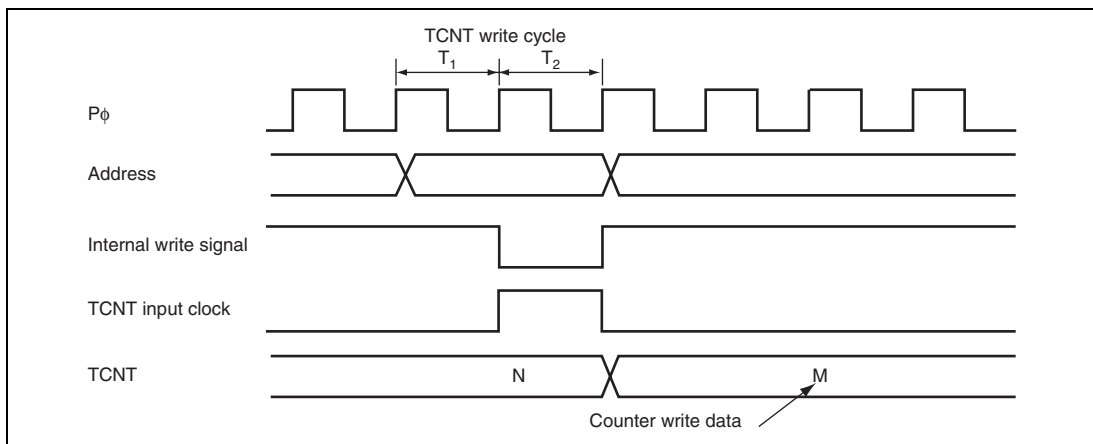 TCNT write cycle
T₁ T₂
Pϕ
Address
Internal write signal
TCNT input clock
TCNT N M
Counter write data